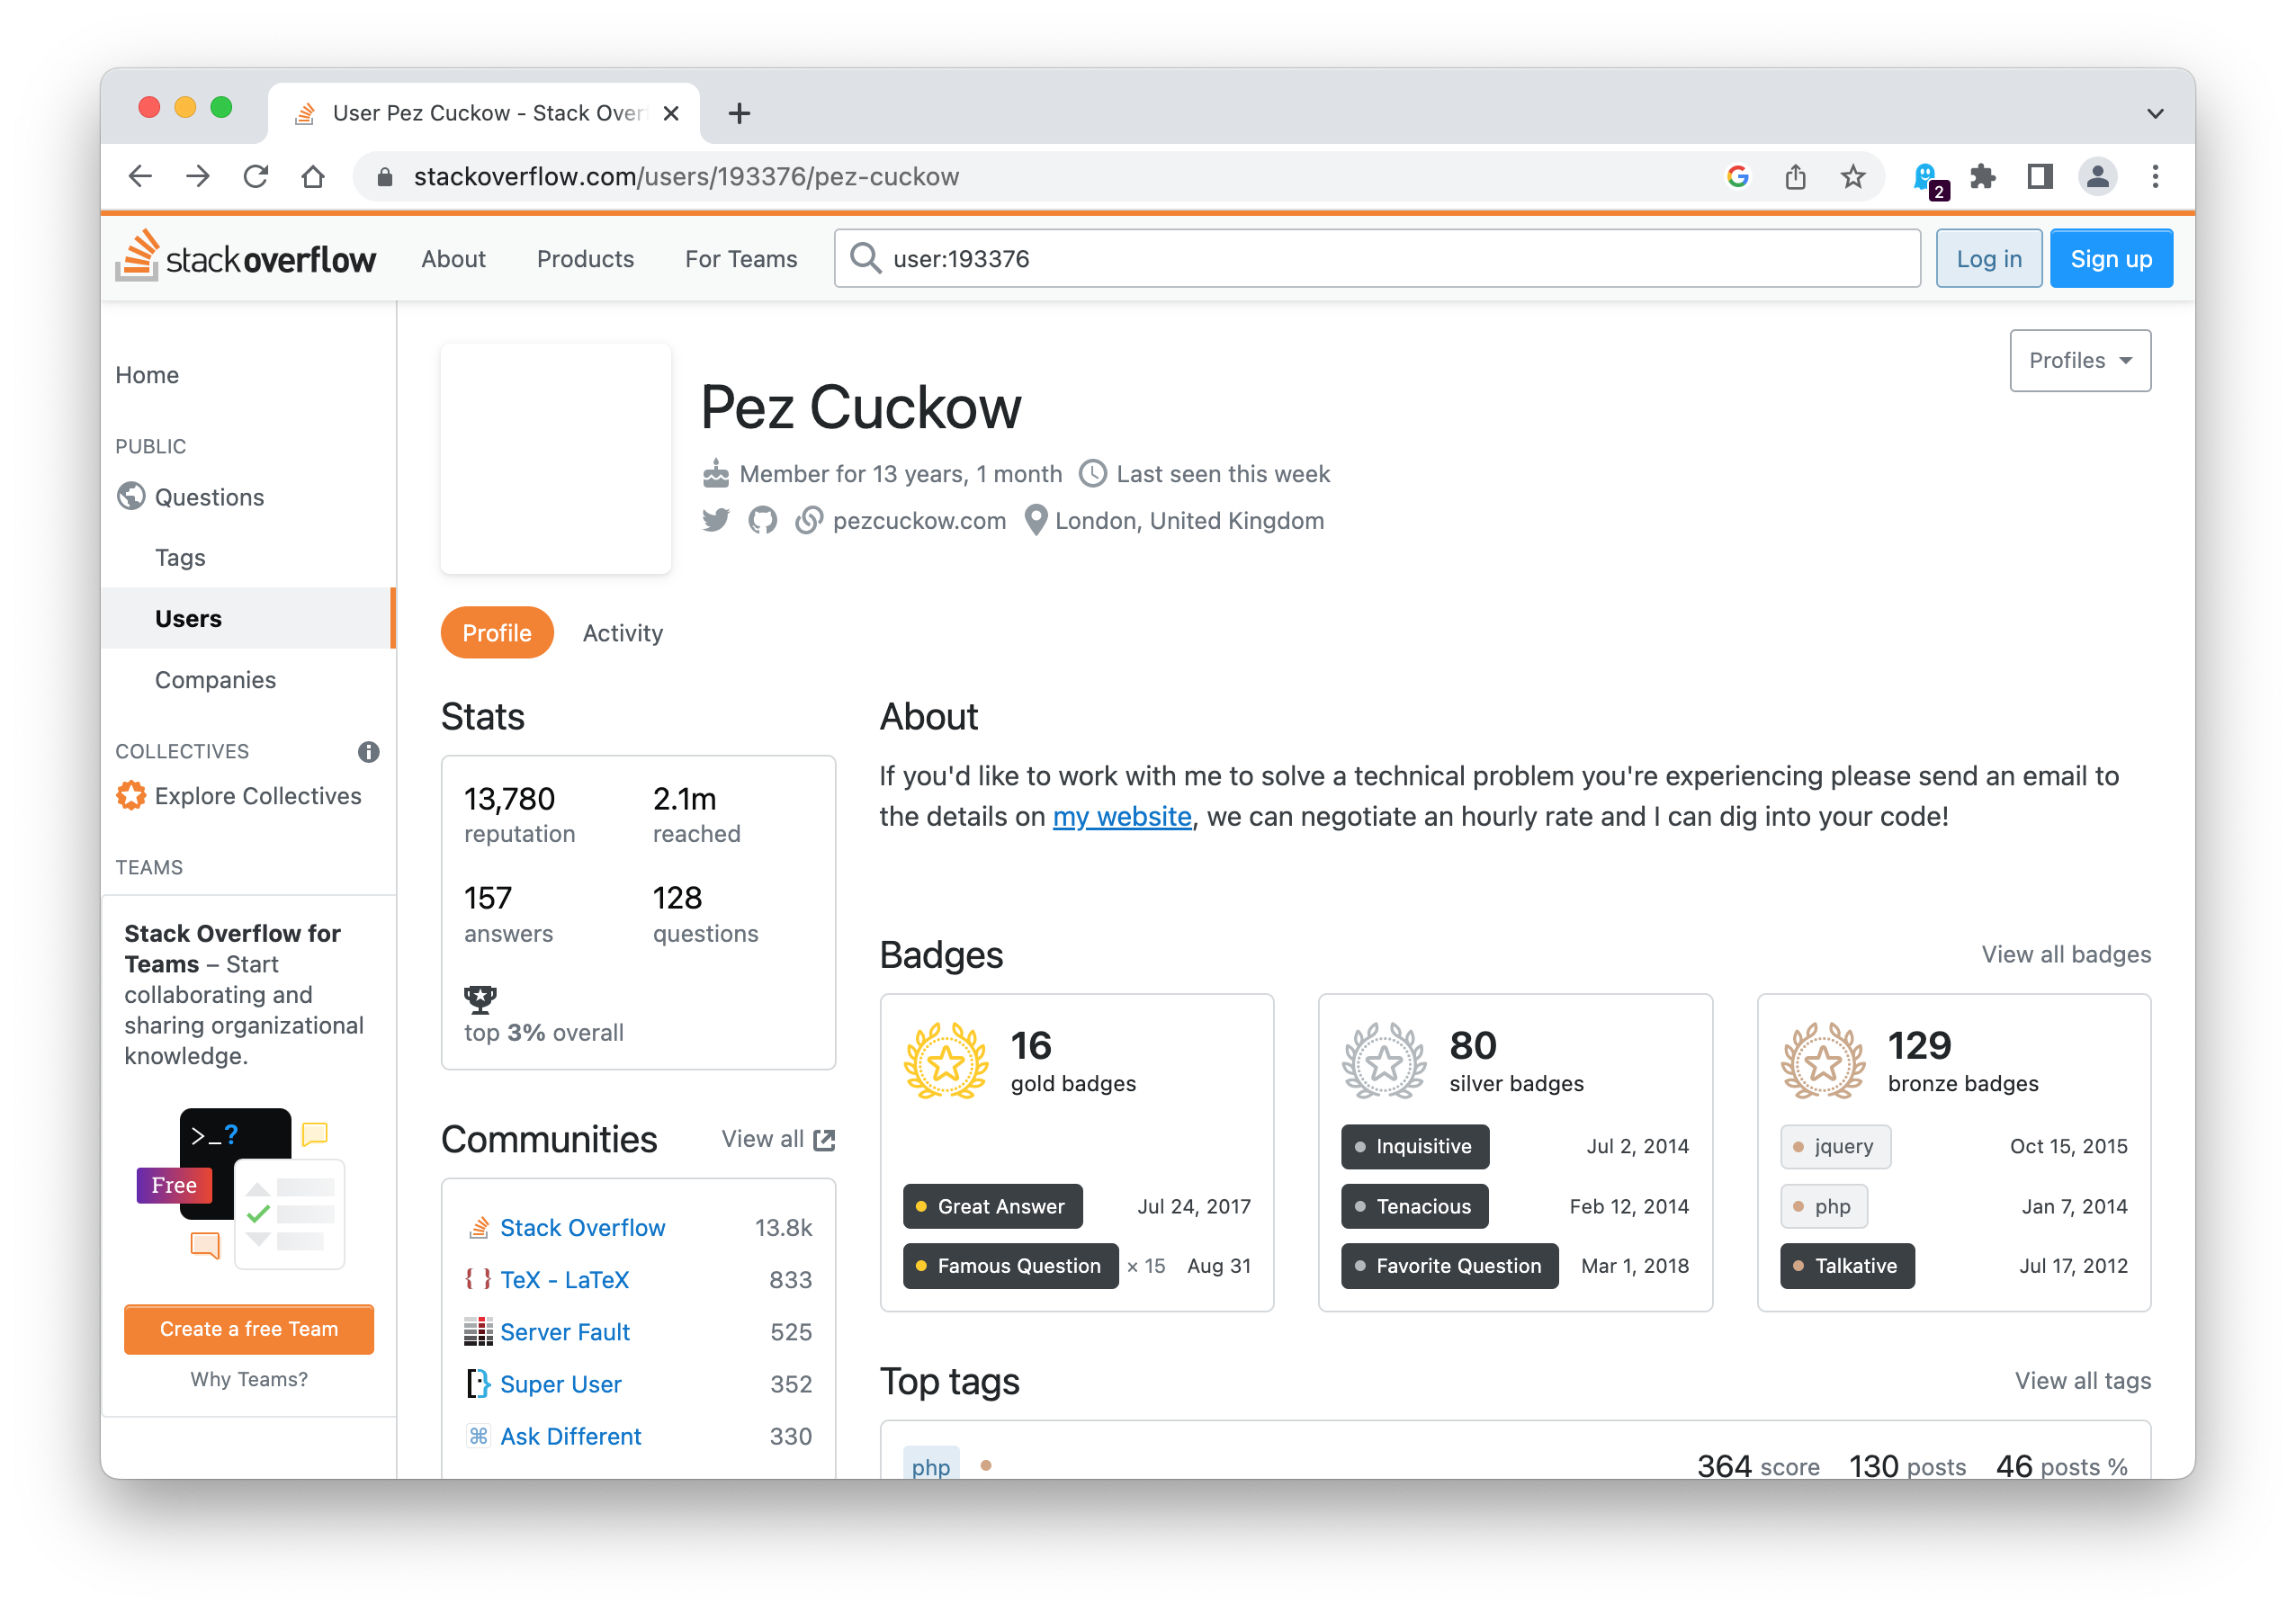 User Pez Cuckow - Stack Over
stackoverflow.com/users/193376/pez-cuckow
2
stackoverflow
About
Products
For Teams
user:193376
Log in
Sign up
Home
PUBLIC
Questions
Tags
Users
Companies
COLLECTIVES
Explore Collectives
TEAMS
Stack Overflow for
Teams – Start
collaborating and
sharing organizational
knowledge.
>_?
Free
Create a free Team
Why Teams?
Profiles
Pez Cuckow
Member for 13 years, 1 month
Last seen this week
pezcuckow.com
London, United Kingdom
Profile
Activity
Stats
13,780
reputation
2.1m
reached
157
answers
128
questions
top 3% overall
Communities
View all
Stack Overflow 13.8k
TeX - LaTeX 833
Server Fault 525
Super User 352
Ask Different 330
About
If you'd like to work with me to solve a technical problem you're experiencing please send an email to
the details on my website, we can negotiate an hourly rate and I can dig into your code!
Badges
View all badges
16
gold badges
Great Answer Jul 24, 2017
Famous Question × 15 Aug 31
80
silver badges
Inquisitive Jul 2, 2014
Tenacious Feb 12, 2014
Favorite Question Mar 1, 2018
129
bronze badges
jquery Oct 15, 2015
php Jan 7, 2014
Talkative Jul 17, 2012
Top tags
View all tags
php 364 score 130 posts 46 posts %